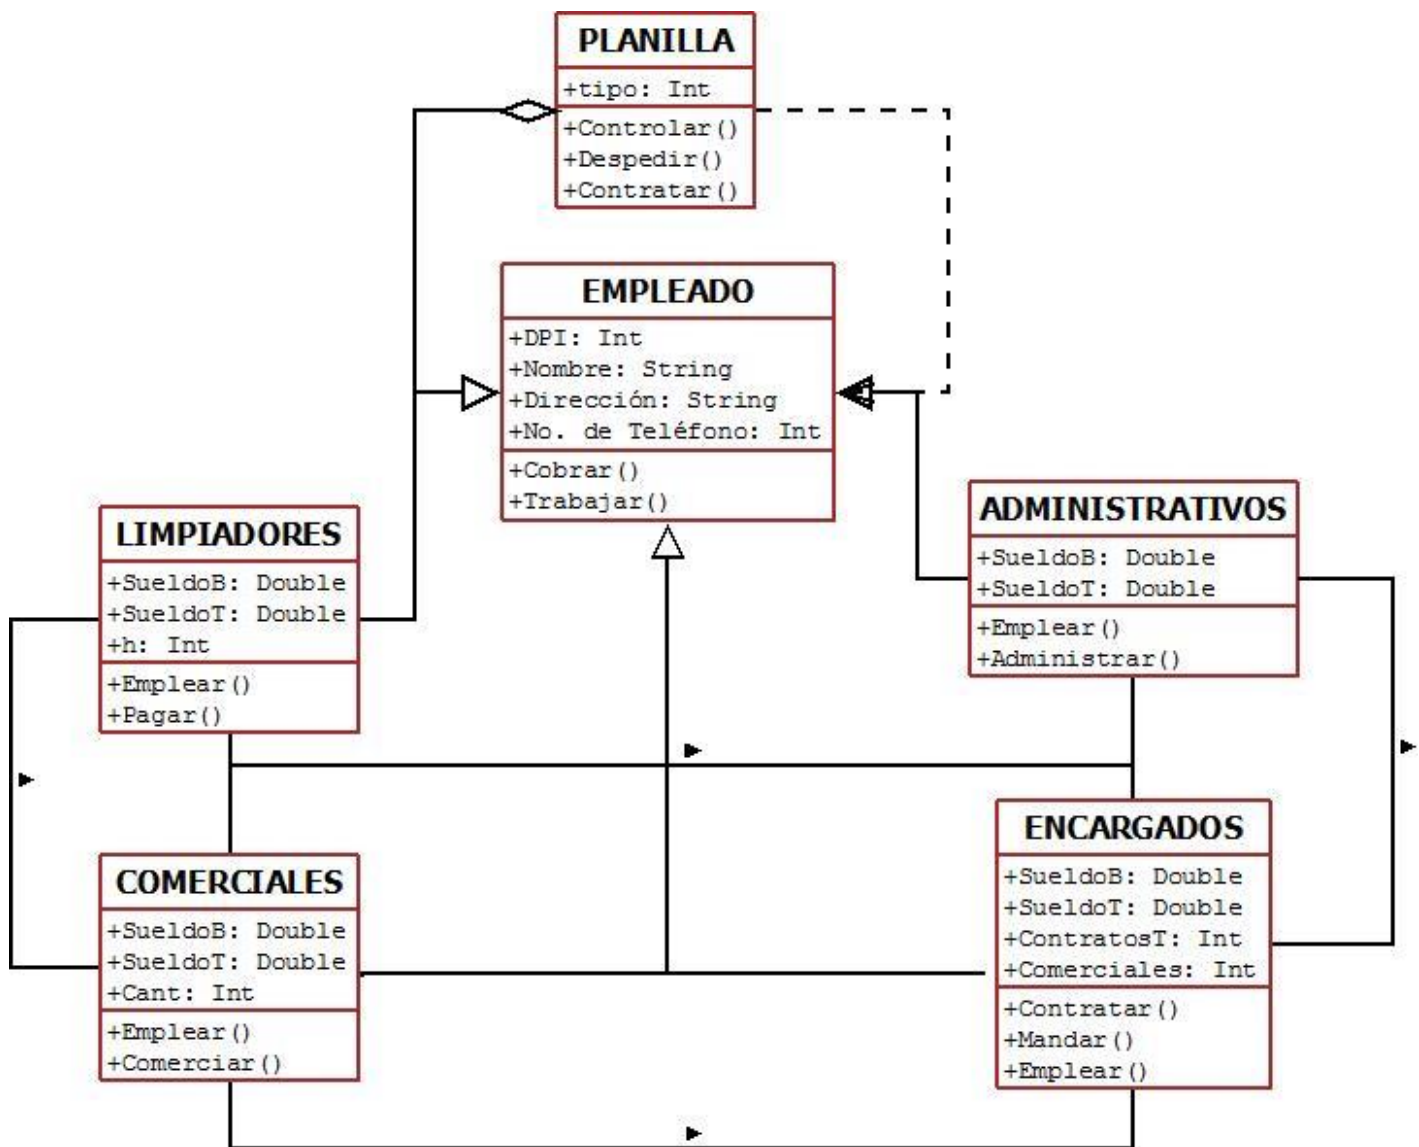 PLANILLA
+tipo: Int
+Controlar()
+Despedir()
+Contratar()
EMPLEADO
+DPI: Int
+Nombre: String
+Dirección: String
+No. de Teléfono: Int
+Cobrar()
+Trabajar()
LIMPIADORES
+SueldoB: Double
+SueldoT: Double
+h: Int
+Emplear()
+Pagar()
ADMINISTRATIVOS
+SueldoB: Double
+SueldoT: Double
+Emplear()
+Administrar()
COMERCIALES
+SueldoB: Double
+SueldoT: Double
+Cant: Int
+Emplear()
+Comerciar()
ENCARGADOS
+SueldoB: Double
+SueldoT: Double
+ContratosT: Int
+Comerciales: Int
+Contratar()
+Mandar()
+Emplear()